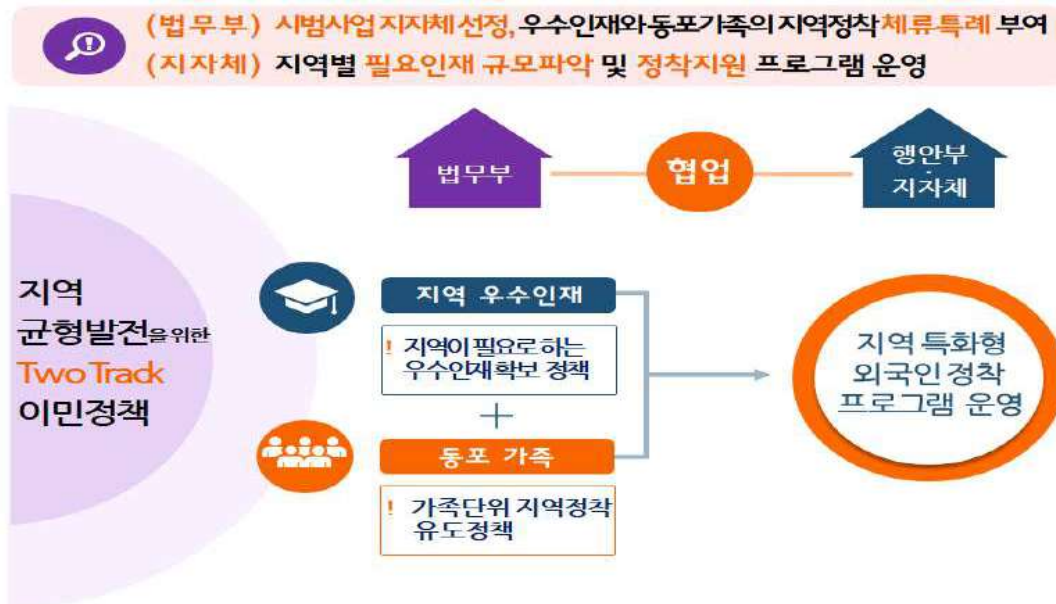 (법무부) 시범사업 지자체 선정, 우수인재와 동포가족의 지역정착 체류특례 부여
(지자체) 지역별 필요인재 규모파악 및 정착지원 프로그램 운영
법무부
협업
행안부
·
지자체
지역
균형발전을 위한
Two Track
이민정책
지역 우수인재
! 지역이 필요로 하는
우수인재 확보 정책
+
동포 가족
! 가족단위 지역정착
유도정책
지역 특화형
외국인 정착
프로그램 운영